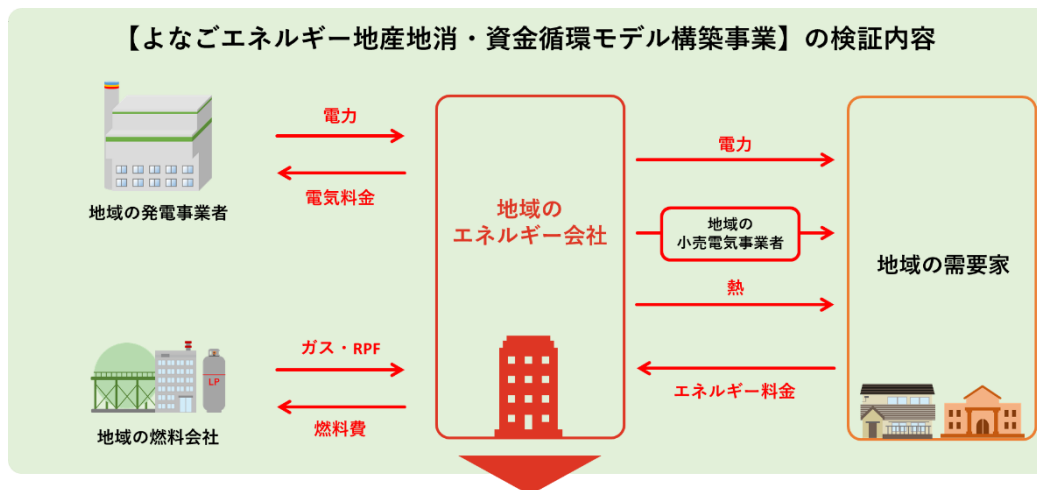 【よなごエネルギー地産地消・資金循環モデル構築事業】の検証内容
電力
電気料金
地域の発電事業者
ガス・RPF
燃料費
LP
地域の燃料会社
地域の
エネルギー会社
電力
地域の
小売電気事業者
熱
エネルギー料金
地域の需要家